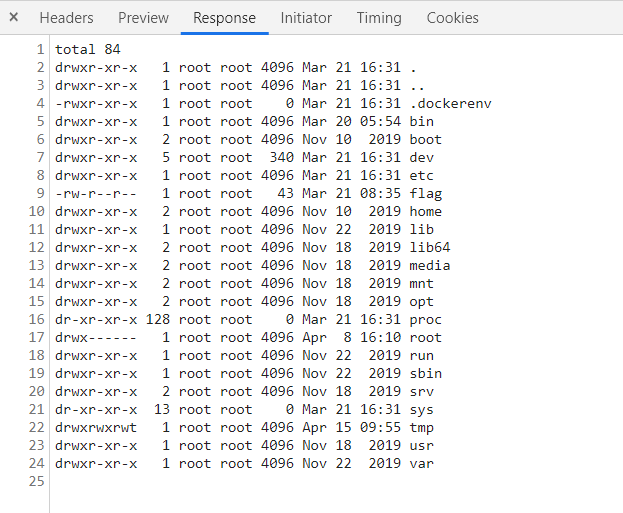 × Headers Preview Response Initiator Timing Cookies
1 total 84
2 drwxr-xr-x   1 root root 4096 Mar 21 16:31 .
3 drwxr-xr-x   1 root root 4096 Mar 21 16:31 ..
4 -rwxr-xr-x   1 root root    0 Mar 21 16:31 .dockerenv
5 drwxr-xr-x   1 root root 4096 Mar 20 05:54 bin
6 drwxr-xr-x   2 root root 4096 Nov 10  2019 boot
7 drwxr-xr-x   5 root root  340 Mar 21 16:31 dev
8 drwxr-xr-x   1 root root 4096 Mar 21 16:31 etc
9 -rw-r--r--   1 root root   43 Mar 21 08:35 flag
10 drwxr-xr-x   2 root root 4096 Nov 10  2019 home
11 drwxr-xr-x   1 root root 4096 Nov 22  2019 lib
12 drwxr-xr-x   2 root root 4096 Nov 18  2019 lib64
13 drwxr-xr-x   2 root root 4096 Nov 18  2019 media
14 drwxr-xr-x   2 root root 4096 Nov 18  2019 mnt
15 drwxr-xr-x   2 root root 4096 Nov 18  2019 opt
16 dr-xr-xr-x 128 root root    0 Mar 21 16:31 proc
17 drwx------   1 root root 4096 Apr  8 16:10 root
18 drwxr-xr-x   1 root root 4096 Nov 22  2019 run
19 drwxr-xr-x   1 root root 4096 Nov 22  2019 sbin
20 drwxr-xr-x   2 root root 4096 Nov 18  2019 srv
21 dr-xr-xr-x  13 root root    0 Mar 21 16:31 sys
22 drwxrwxrwt   1 root root 4096 Apr 15 09:55 tmp
23 drwxr-xr-x   1 root root 4096 Nov 18  2019 usr
24 drwxr-xr-x   1 root root 4096 Nov 22  2019 var
25